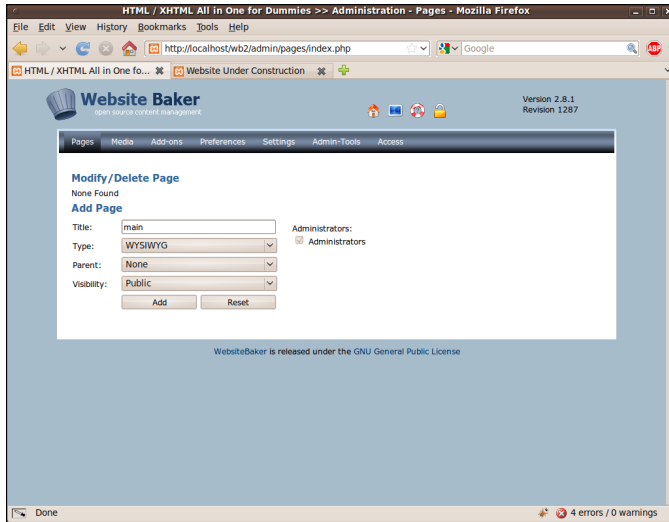 HTML / XHTML All in One for Dummies >> Administration - Pages - Mozilla Firefox
File Edit View History Bookmarks Tools Help
http://localhost/wb2/admin/pages/index.php Google ABP
HTML / XHTML All in One fo... Website Under Construction
Website Baker
open source content management
Version 2.8.1
Revision 1287
Pages Media Add-ons Preferences Settings Admin-Tools Access
Modify/Delete Page
None Found
Add Page
Title: main Administrators:
Type: WYSIWYG Administrators
Parent: None
Visibility: Public
Add Reset
WebsiteBaker is released under the GNU General Public License
Done 4 errors / 0 warnings